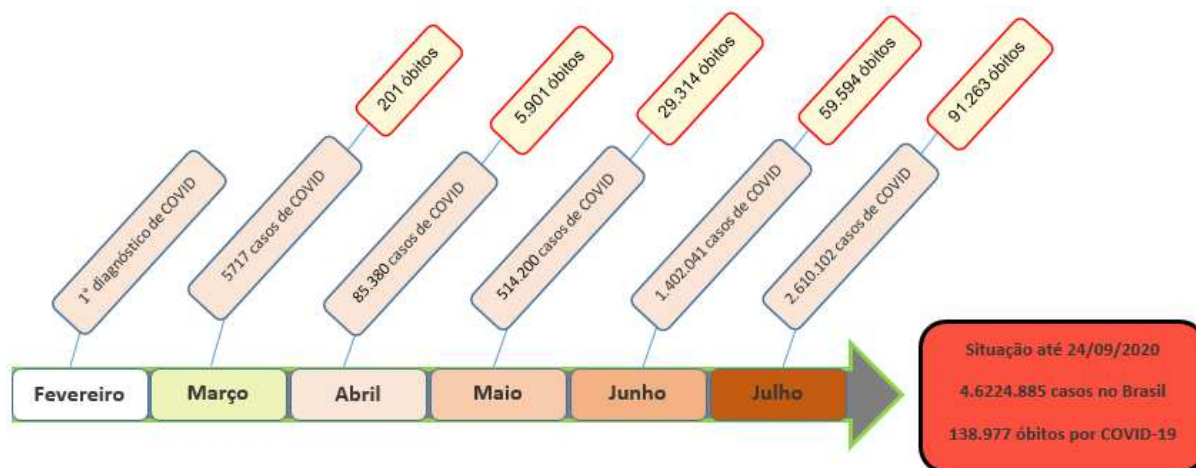 1° diagnóstico de COVID
5717 casos de COVID
201 óbitos
85.380 casos de COVID
5.901 óbitos
514.200 casos de COVID
29.314 óbitos
1.402.041 casos de COVID
59.594 óbitos
2.610.102 casos de COVID
91.263 óbitos
Fevereiro
Março
Abril
Maio
Junho
Julho
Situação até 24/09/2020
4.6224.885 casos no Brasil
138.977 óbitos por COVID-19